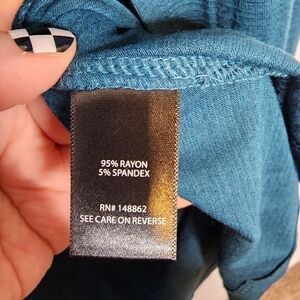 95% RAYON
5% SPANDEX
RN# 148862
SEE CARE ON REVERSE